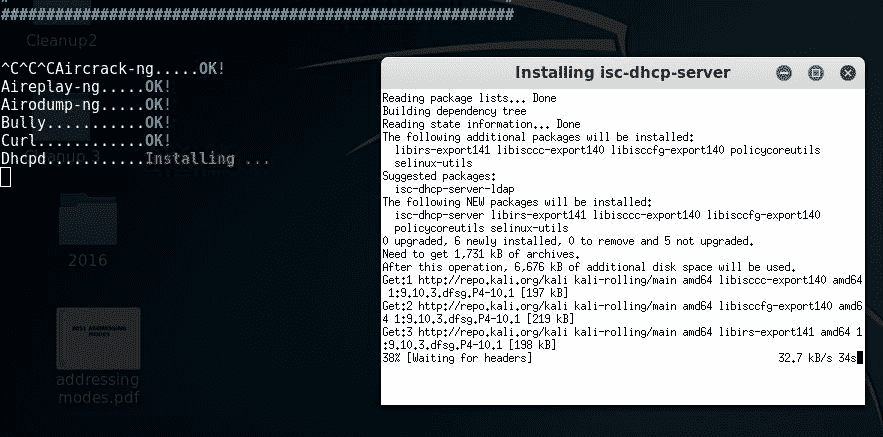 ##########################################################
Cleanup2
^C^C^CAircrack-ng.....OK!
Aireplay-ng.....OK!
Airodump-ng.....OK!
Bully...........OK!
Curl............OK!
Dhcpd...........Installing ...
2016
addressing
modes.pdf
Installing isc-dhcp-server
Reading package lists... Done
Building dependency tree
Reading state information... Done
The following additional packages will be installed:
  libirs-export141 libisccc-export140 libisccfg-export140 policycoreutils
  selinux-utils
Suggested packages:
  isc-dhcp-server-ldap
The following NEW packages will be installed:
  isc-dhcp-server libirs-export141 libisccc-export140 libisccfg-export140
  policycoreutils selinux-utils
0 upgraded, 6 newly installed, 0 to remove and 5 not upgraded.
Need to get 1,731 kB of archives.
After this operation, 6,676 kB of additional disk space will be used.
Get:1 http://repo.kali.org/kali kali-rolling/main amd64 libisccc-export140 amd64
 1:9.10.3.dfsg.P4-10.1 [197 kB]
Get:2 http://repo.kali.org/kali kali-rolling/main amd64 libisccfg-export140 amd6
4 1:9.10.3.dfsg.P4-10.1 [219 kB]
Get:3 http://repo.kali.org/kali kali-rolling/main amd64 libirs-export141 amd64 1
:9.10.3.dfsg.P4-10.1 [198 kB]
38% [Waiting for headers] 32.7 kB/s 34s